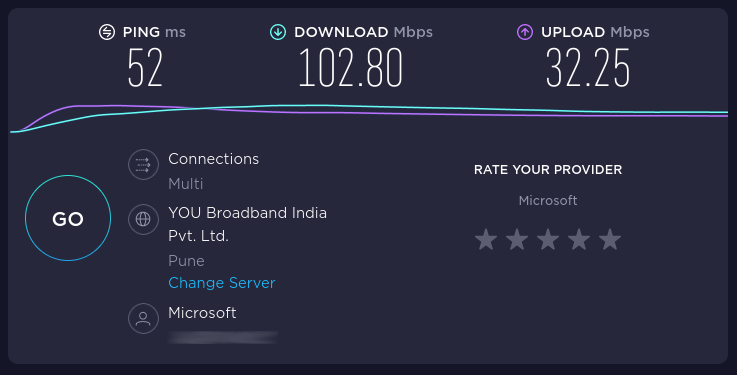 PING ms
DOWNLOAD Mbps
UPLOAD Mbps
52
102.80
32.25
GO
Connections
Multi
YOU Broadband India
Pvt. Ltd.
Pune
Change Server
Microsoft
RATE YOUR PROVIDER
Microsoft